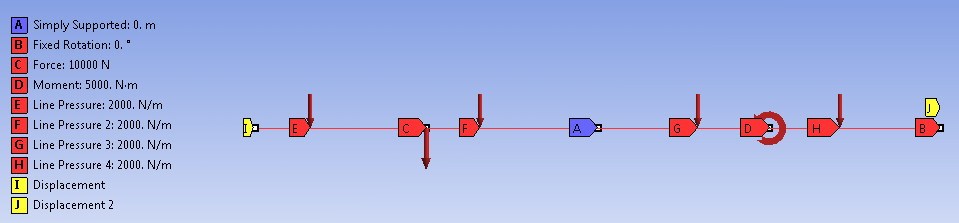 A Simply Supported: 0. m
B Fixed Rotation: 0. °
C Force: 10000 N
D Moment: 5000. N·m
E Line Pressure: 2000. N/m
F Line Pressure 2: 2000. N/m
G Line Pressure 3: 2000. N/m
H Line Pressure 4: 2000. N/m
I Displacement
J Displacement 2
J
I E C F A G D H B